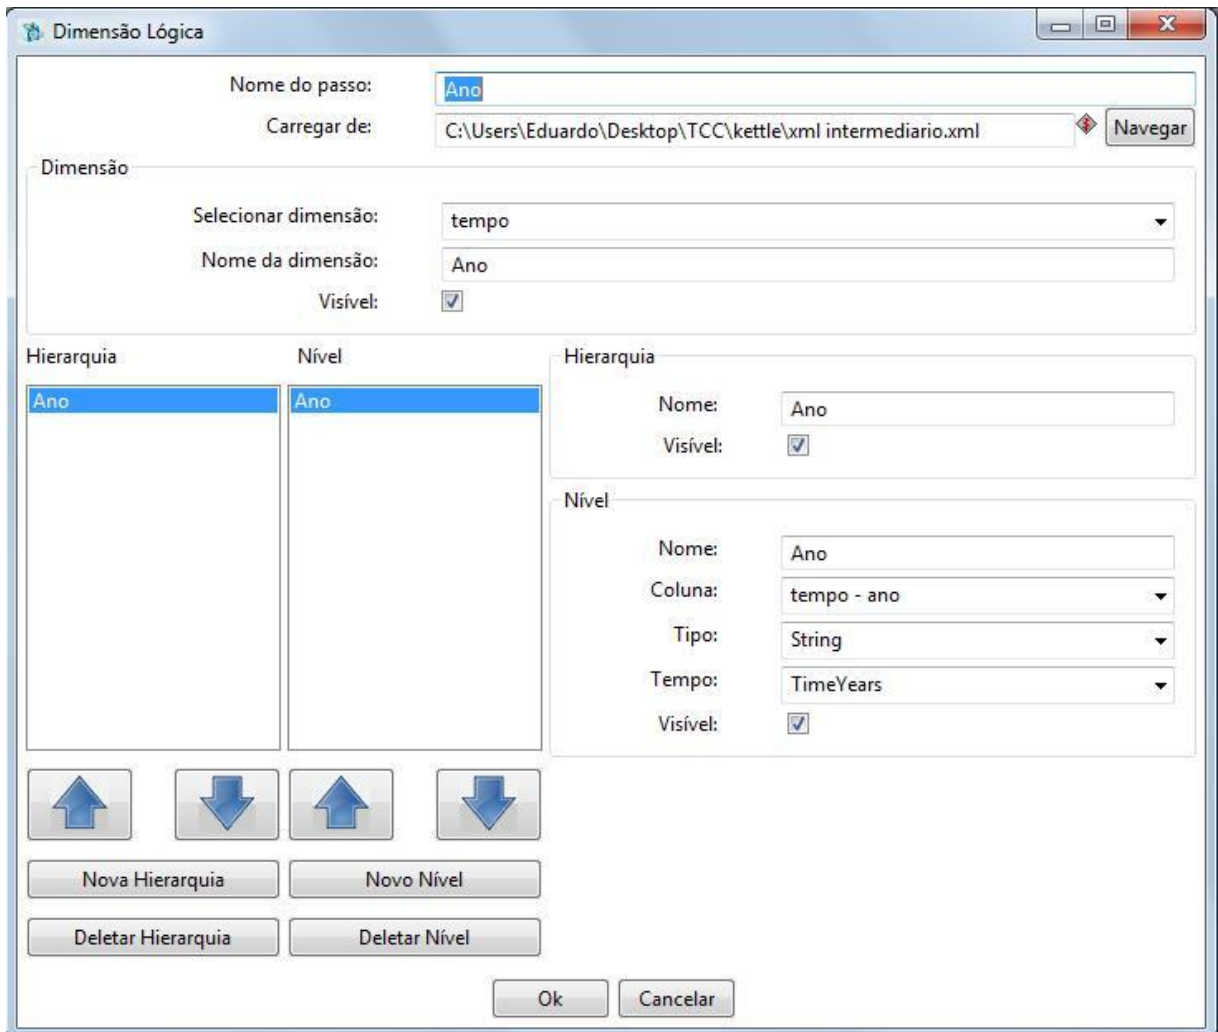 Dimensão Lógica
Nome do passo: Ano
Carregar de: C:\Users\Eduardo\Desktop\TCC\kettle\xml intermediario.xml Navegar
Dimensão
Selecionar dimensão: tempo
Nome da dimensão: Ano
Visível:
Hierarquia Nível
Ano Ano
Hierarquia
Nome: Ano
Visível:
Nível
Nome: Ano
Coluna: tempo - ano
Tipo: String
Tempo: TimeYears
Visível:
Nova Hierarquia Novo Nível
Deletar Hierarquia Deletar Nível
Ok Cancelar